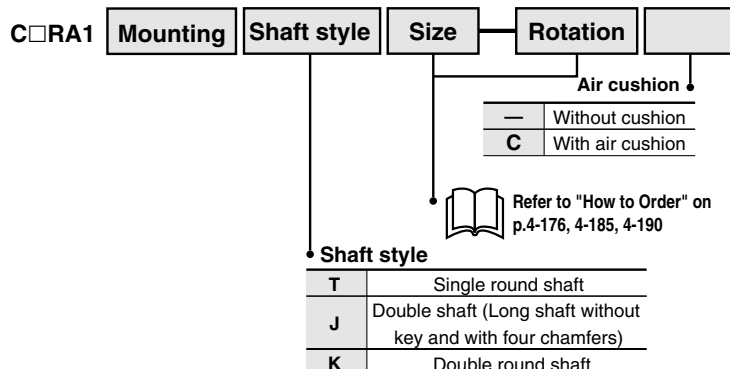 C□RA1 Mounting Shaft style Size — Rotation
Air cushion
— Without cushion
C With air cushion
Refer to "How to Order" on
p.4-176, 4-185, 4-190
Shaft style
T Single round shaft
J Double shaft (Long shaft without
key and with four chamfers)
K Double round shaft